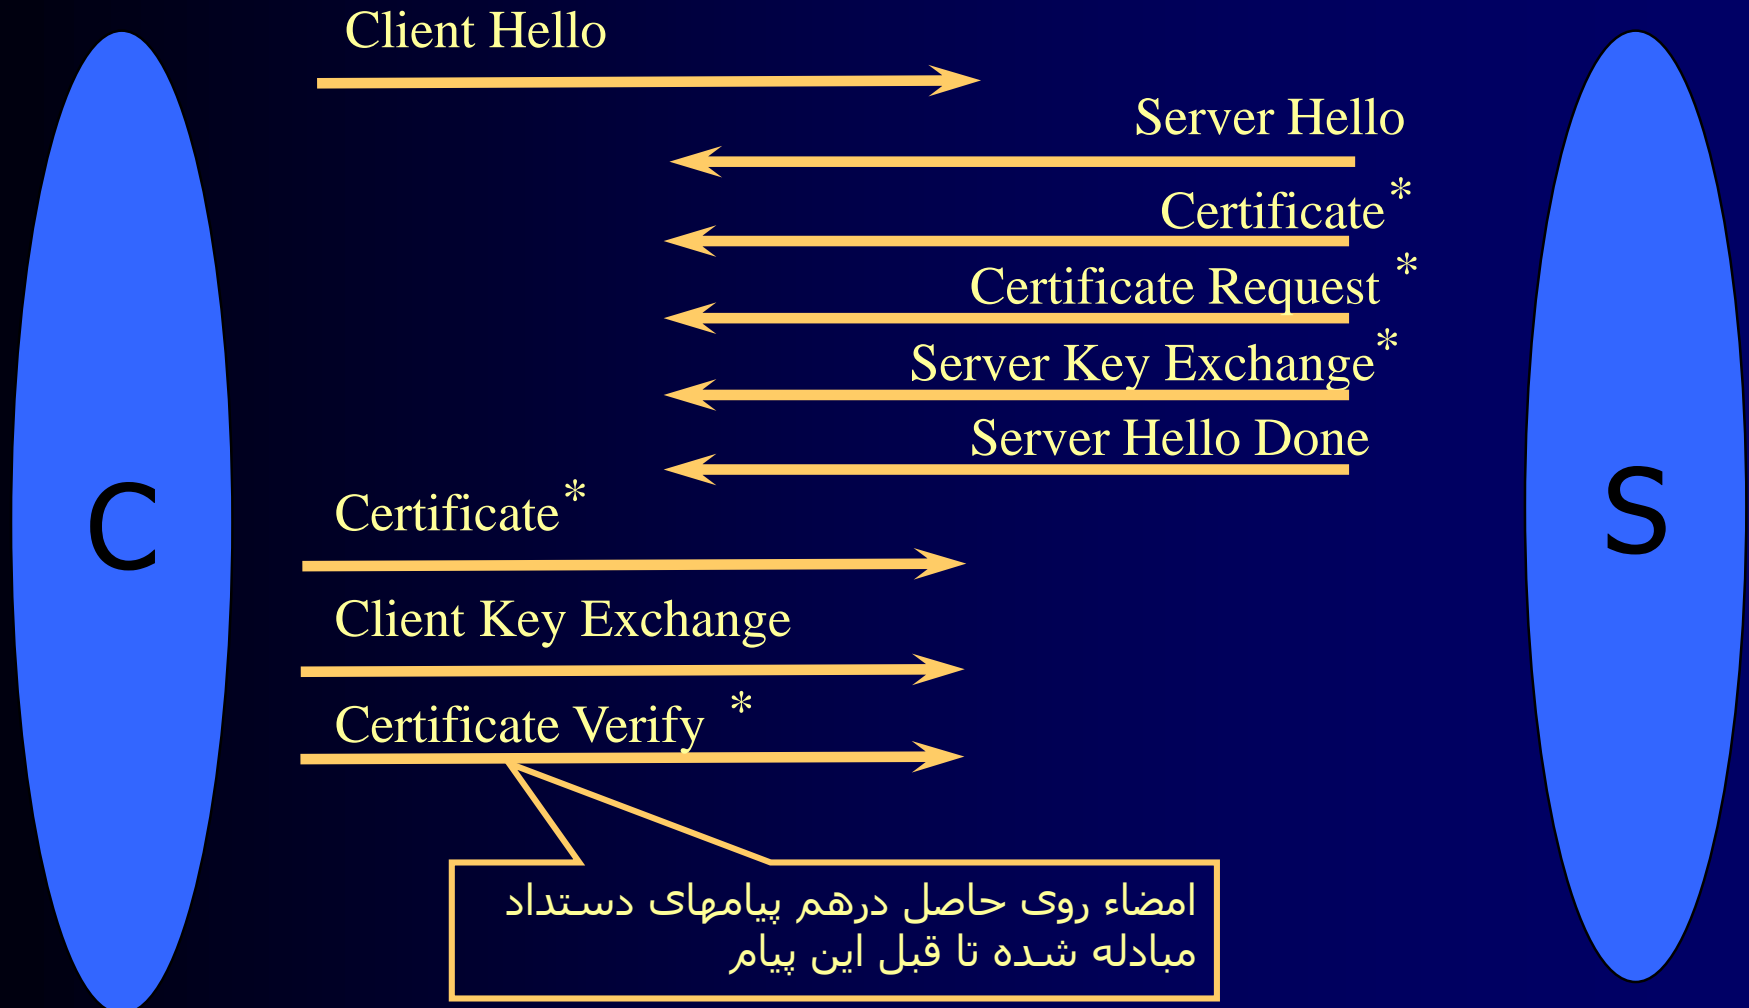 Client Hello
Server Hello
Certificate*
Certificate Request *
Server Key Exchange*
Server Hello Done
C
S
Certificate*
Client Key Exchange
Certificate Verify *
امضاء روی حاصل درهم پیامهای دستداد
مبادله شده تا قبل این پیام